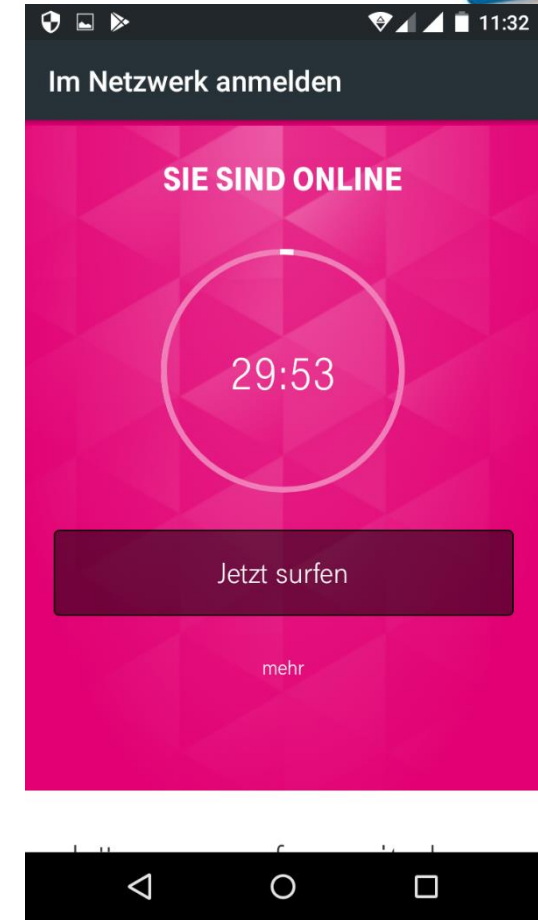 11:32
Im Netzwerk anmelden
SIE SIND ONLINE
29:53
Jetzt surfen
mehr